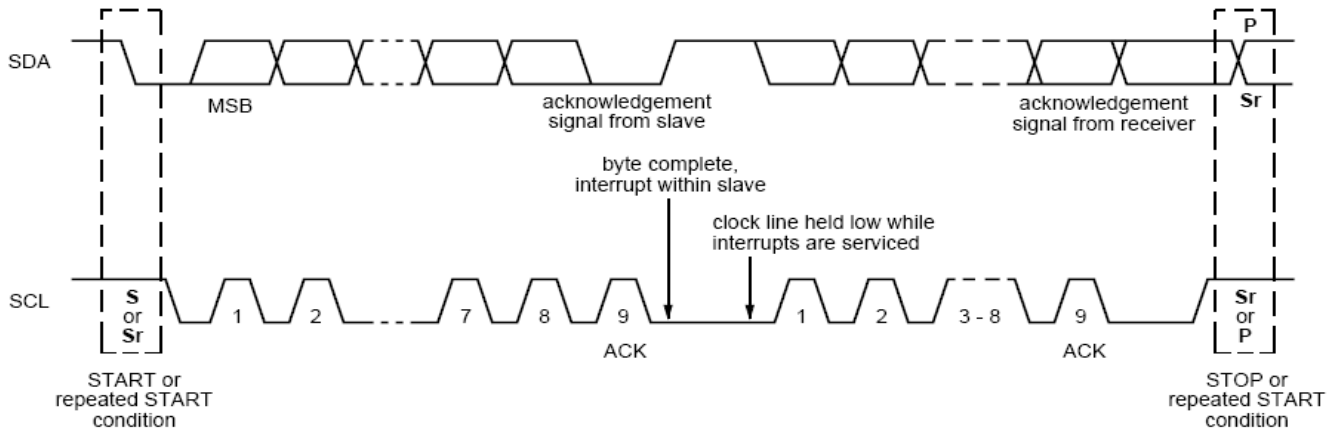 P
SDA
MSB
acknowledgement
signal from slave
acknowledgement
signal from receiver
Sr
byte complete,
interrupt within slave
clock line held low while
interrupts are serviced
SCL
S
or
Sr
1
2
7
8
9
1
2
3 - 8
9
Sr
or
P
ACK
ACK
START or
repeated START
condition
STOP or
repeated START
condition